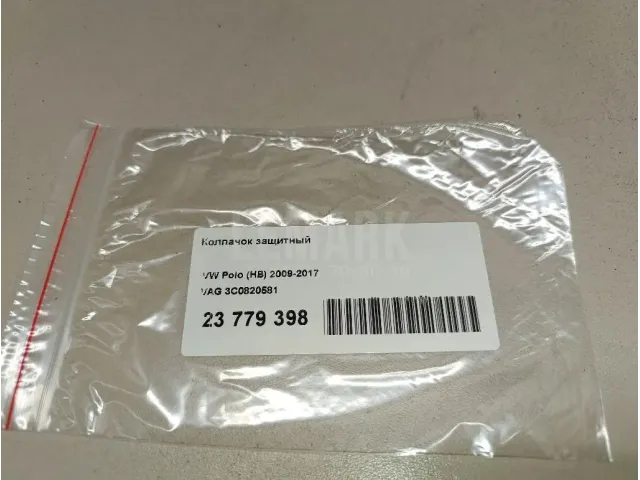 Колпачок защитный
VW Polo (HB) 2009-2017
VAG 3C0820581
23 779 398